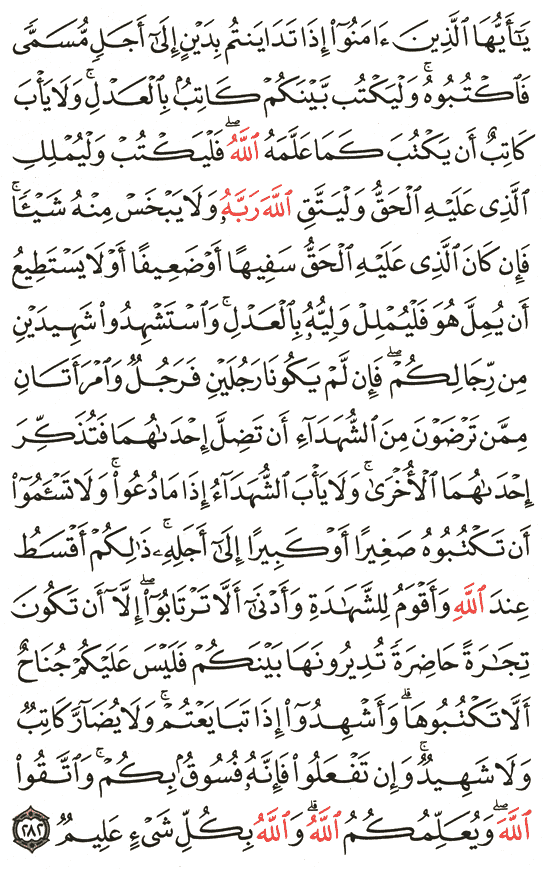 يَٰٓأَيُّهَا ٱلَّذِينَ ءَامَنُوٓا۟ إِذَا تَدَايَنتُم بِدَيْنٍ إِلَىٰٓ أَجَلٍ مُّسَمًّى
فَٱكْتُبُوهُ ۚ وَلْيَكْتُب بَّيْنَكُمْ كَاتِبٌۢ بِٱلْعَدْلِ ۚ وَلَا يَأْبَ
كَاتِبٌ أَن يَكْتُبَ كَمَا عَلَّمَهُ ٱللَّهُ ۖ فَلْيَكْتُبْ وَلْيُمْلِلِ
ٱلَّذِى عَلَيْهِ ٱلْحَقُّ وَلْيَتَّقِ ٱللَّهَ رَبَّهُۥ وَلَا يَبْخَسْ مِنْهُ شَيْـًٔا ۚ
فَإِن كَانَ ٱلَّذِى عَلَيْهِ ٱلْحَقُّ سَفِيهًا أَوْ ضَعِيفًا أَوْ لَا يَسْتَطِيعُ
أَن يُمِلَّ هُوَ فَلْيُمْلِلْ وَلِيُّهُۥ بِٱلْعَدْلِ ۚ وَٱسْتَشْهِدُوا۟ شَهِيدَيْنِ
مِن رِّجَالِكُمْ ۖ فَإِن لَّمْ يَكُونَا رَجُلَيْنِ فَرَجُلٌ وَٱمْرَأَتَانِ
مِمَّن تَرْضَوْنَ مِنَ ٱلشُّهَدَآءِ أَن تَضِلَّ إِحْدَىٰهُمَا فَتُذَكِّرَ
إِحْدَىٰهُمَا ٱلْأُخْرَىٰ ۚ وَلَا يَأْبَ ٱلشُّهَدَآءُ إِذَا مَا دُعُوا۟ ۚ وَلَا تَسْـَٔمُوٓا۟
أَن تَكْتُبُوهُ صَغِيرًا أَوْ كَبِيرًا إِلَىٰٓ أَجَلِهِۦ ۚ ذَٰلِكُمْ أَقْسَطُ
عِندَ ٱللَّهِ وَأَقْوَمُ لِلشَّهَٰدَةِ وَأَدْنَىٰٓ أَلَّا تَرْتَابُوٓا۟ ۖ إِلَّآ أَن تَكُونَ
تِجَٰرَةً حَاضِرَةً تُدِيرُونَهَا بَيْنَكُمْ فَلَيْسَ عَلَيْكُمْ جُنَاحٌ
أَلَّا تَكْتُبُوهَا ۗ وَأَشْهِدُوٓا۟ إِذَا تَبَايَعْتُمْ ۚ وَلَا يُضَآرَّ كَاتِبٌ
وَلَا شَهِيدٌ ۚ وَإِن تَفْعَلُوا۟ فَإِنَّهُۥ فُسُوقٌۢ بِكُمْ ۗ وَٱتَّقُوا۟
ٱللَّهَ ۖ وَيُعَلِّمُكُمُ ٱللَّهُ ۗ وَٱللَّهُ بِكُلِّ شَىْءٍ عَلِيمٌ ٢٨٢